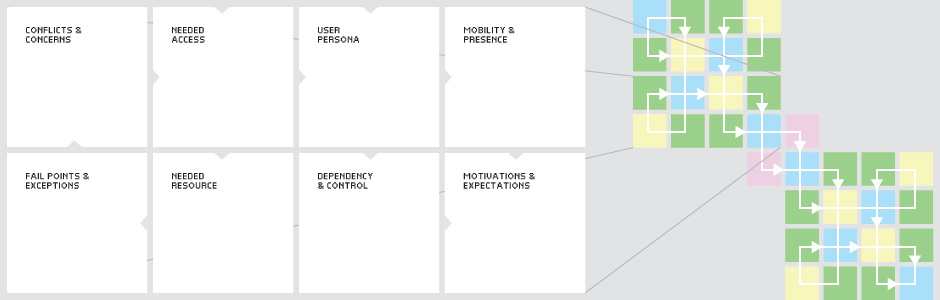 CONFLICTS &
CONCERNS
NEEDED
ACCESS
USER
PERSONA
MOBILITY &
PRESENCE
FAIL POINTS &
EXCEPTIONS
NEEDED
RESOURCE
DEPENDENCY
& CONTROL
MOTIVATIONS &
EXPECTATIONS